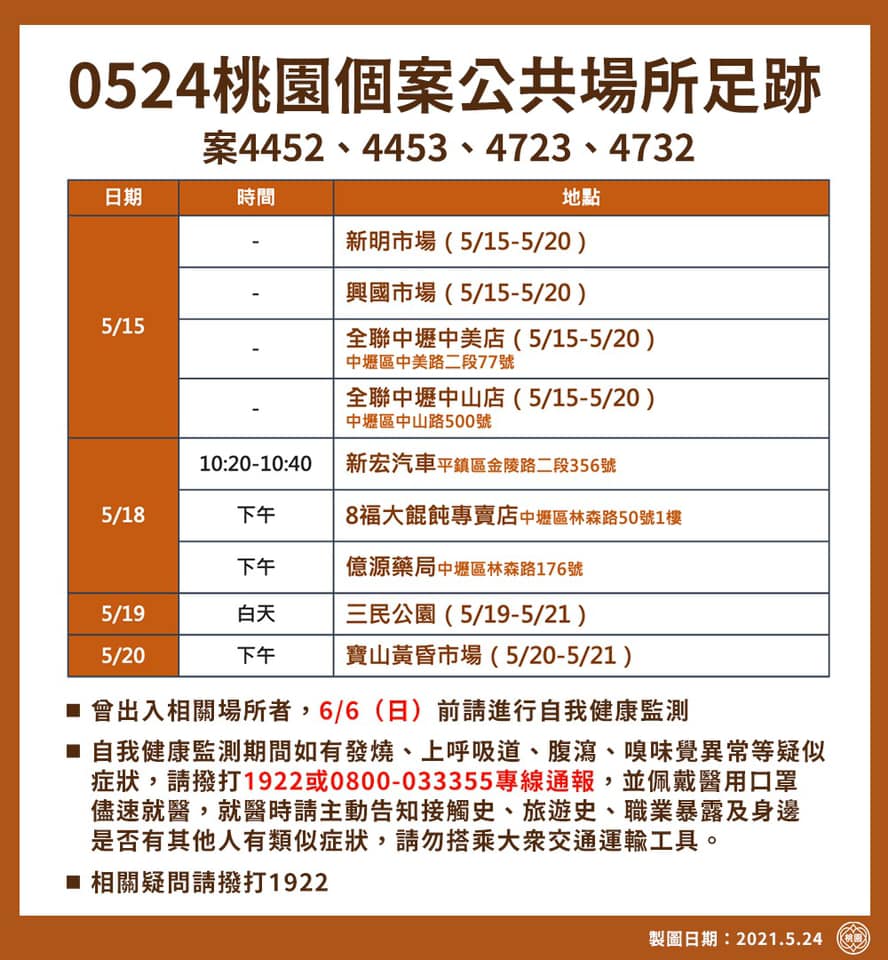 0524桃園個案公共場所足跡
案4452、4453、4723、4732
日期 時間 地點
5/15
- 新明市場(5/15-5/20)
- 興國市場(5/15-5/20)
- 全聯中壢中美店(5/15-5/20)
中壢區中美路二段77號
- 全聯中壢中山店(5/15-5/20)
中壢區中山路500號
5/18
10:20-10:40 新宏汽車平鎮區金陵路二段356號
下午 8福大餛飩專賣店中壢區林森路50號1樓
下午 億源藥局中壢區林森路176號
5/19 白天 三民公園(5/19-5/21)
5/20 下午 寶山黃昏市場(5/20-5/21)
■ 曾出入相關場所者,6/6(日)前請進行自我健康監測
■ 自我健康監測期間如有發燒、上呼吸道、腹瀉、嗅味覺異常等疑似
症狀,請撥打1922或0800-033355專線通報,並佩戴醫用口罩
儘速就醫,就醫時請主動告知接觸史、旅遊史、職業暴露及身邊
是否有其他人有類似症狀,請勿搭乘大眾交通運輸工具。
■ 相關疑問請撥打1922
製圖日期:2021.5.24 桃園